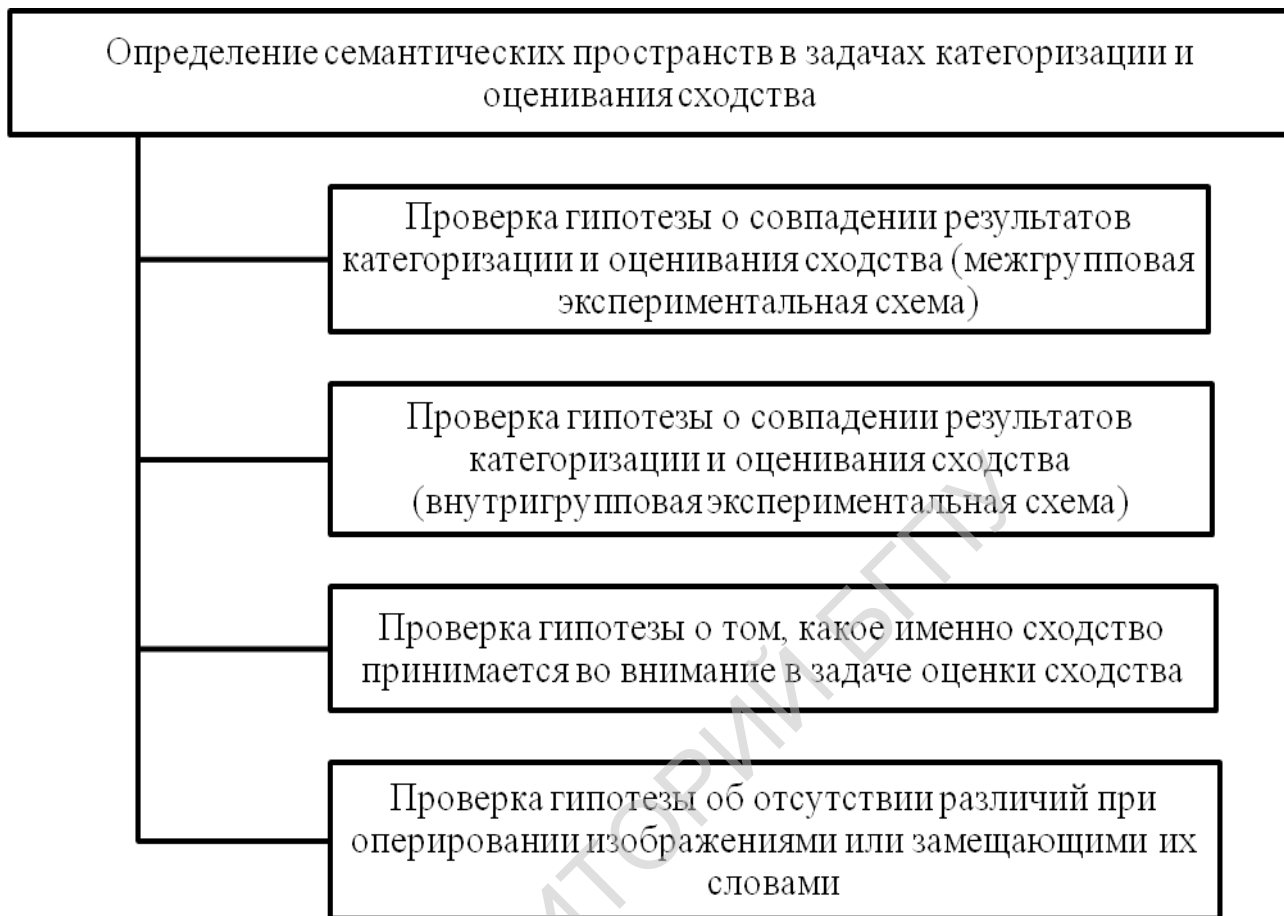 Определение семантических пространств в задачах категоризации и
оценивания сходства
Проверка гипотезы о совпадении результатов
категоризации и оценивания сходства (межгрупповая
экспериментальная схема)
Проверка гипотезы о совпадении результатов
категоризации и оценивания сходства
(внутригрупповая экспериментальная схема)
Проверка гипотезы о том, какое именно сходство
принимается во внимание в задаче оценки сходства
Проверка гипотезы об отсутствии различий при
оперировании изображениями или замещающими их
словами
ИТОРИЙ БГПУ